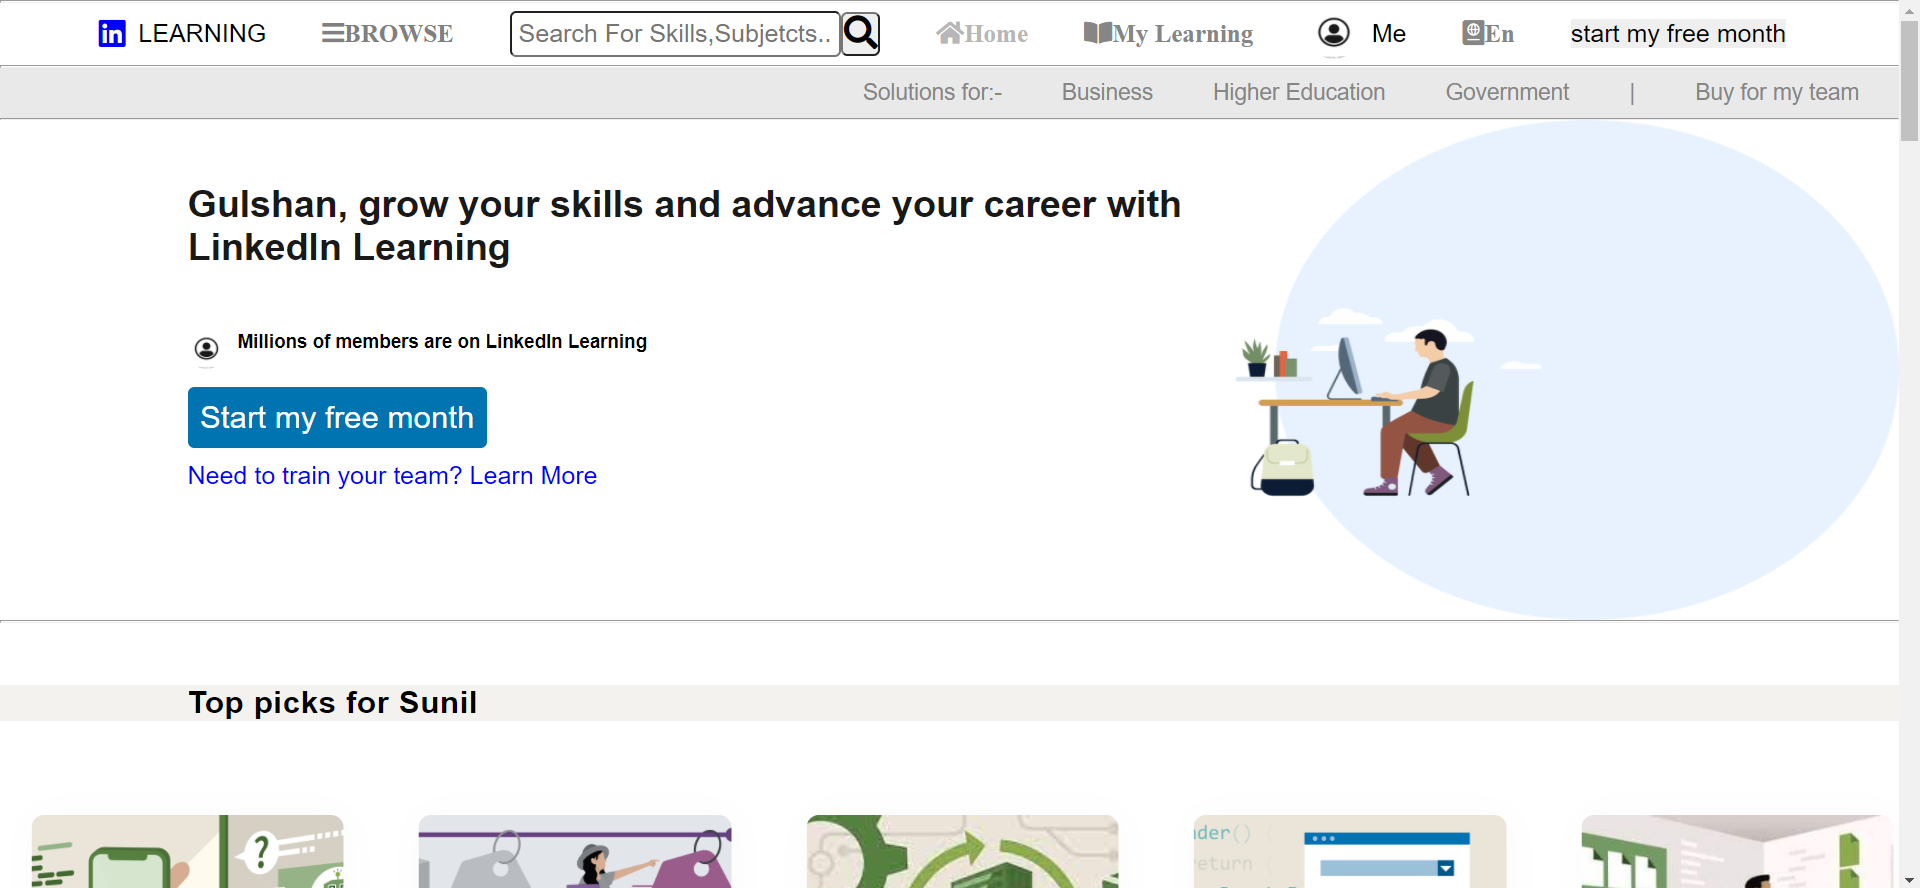 in LEARNING BROWSE Search For Skills,Subjetcts.. Home My Learning Me En start my free month
Solutions for:- Business Higher Education Government | Buy for my team
Gulshan, grow your skills and advance your career with
LinkedIn Learning
Millions of members are on LinkedIn Learning
Start my free month
Need to train your team? Learn More
Top picks for Sunil
?
nder() {
return (